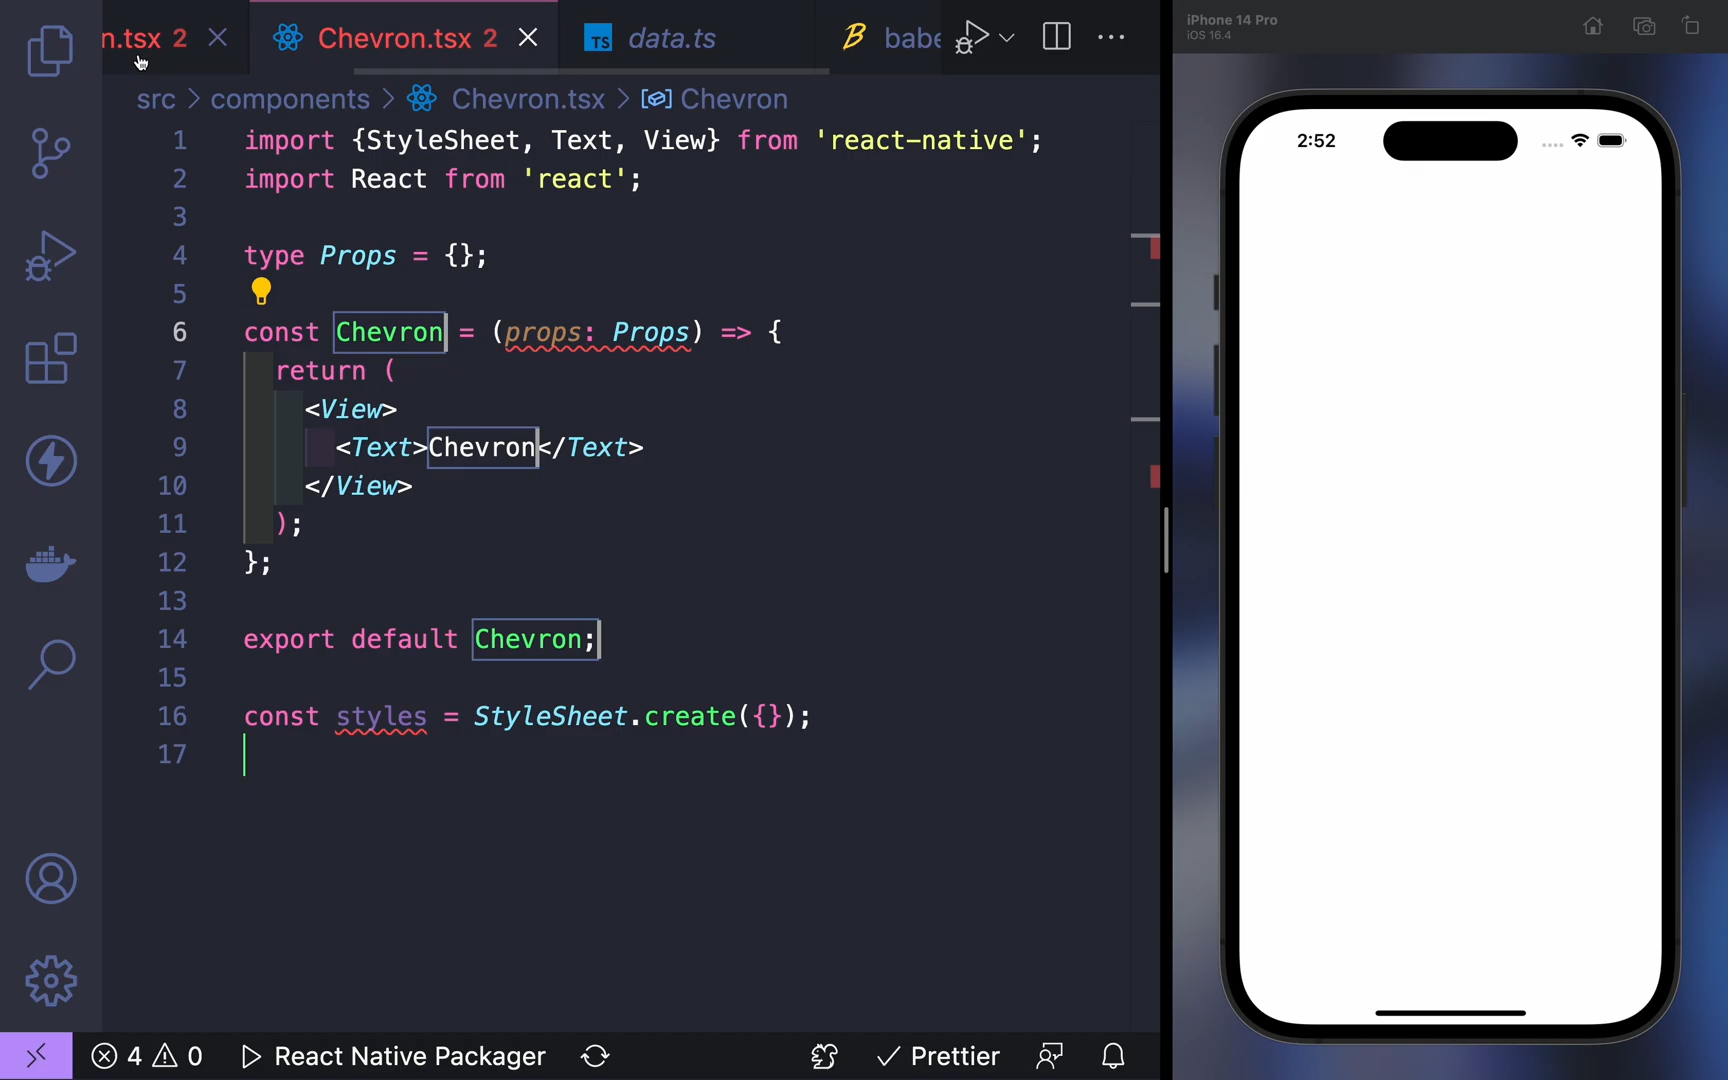 n.tsx 2
Chevron.tsx 2
TS data.ts
babe
src > components > Chevron.tsx > Chevron
1 import {StyleSheet, Text, View} from 'react-native';
2 import React from 'react';
3
4 type Props = {};
5
6 const Chevron = (props: Props) => {
7 return (
8 <View>
9 <Text>Chevron</Text>
10 </View>
11 );
12 };
13
14 export default Chevron;
15
16 const styles = StyleSheet.create({});
17
4 0 React Native Packager Prettier
iPhone 14 Pro
iOS 16.4
2:52